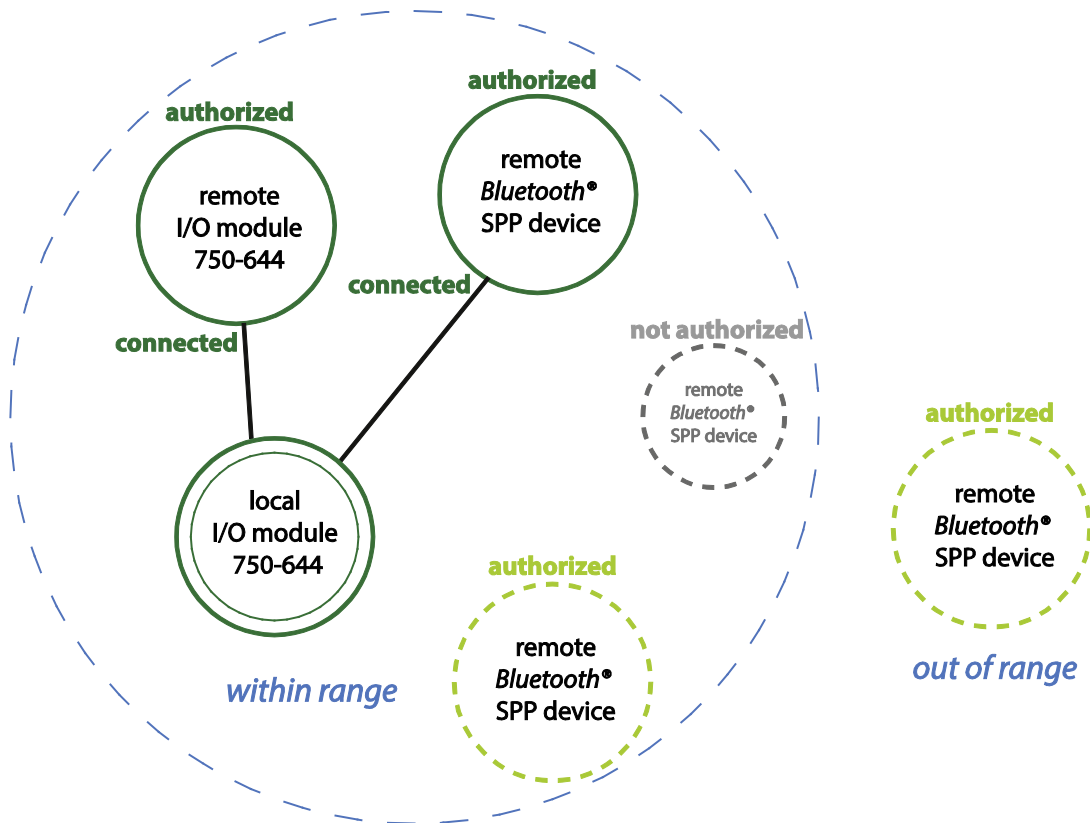 authorized
remote
I/O module
750-644
connected
authorized
remote
Bluetooth®
SPP device
connected
not authorized
remote
Bluetooth®
SPP device
authorized
remote
Bluetooth®
SPP device
out of range
local
I/O module
750-644
authorized
remote
Bluetooth®
SPP device
within range